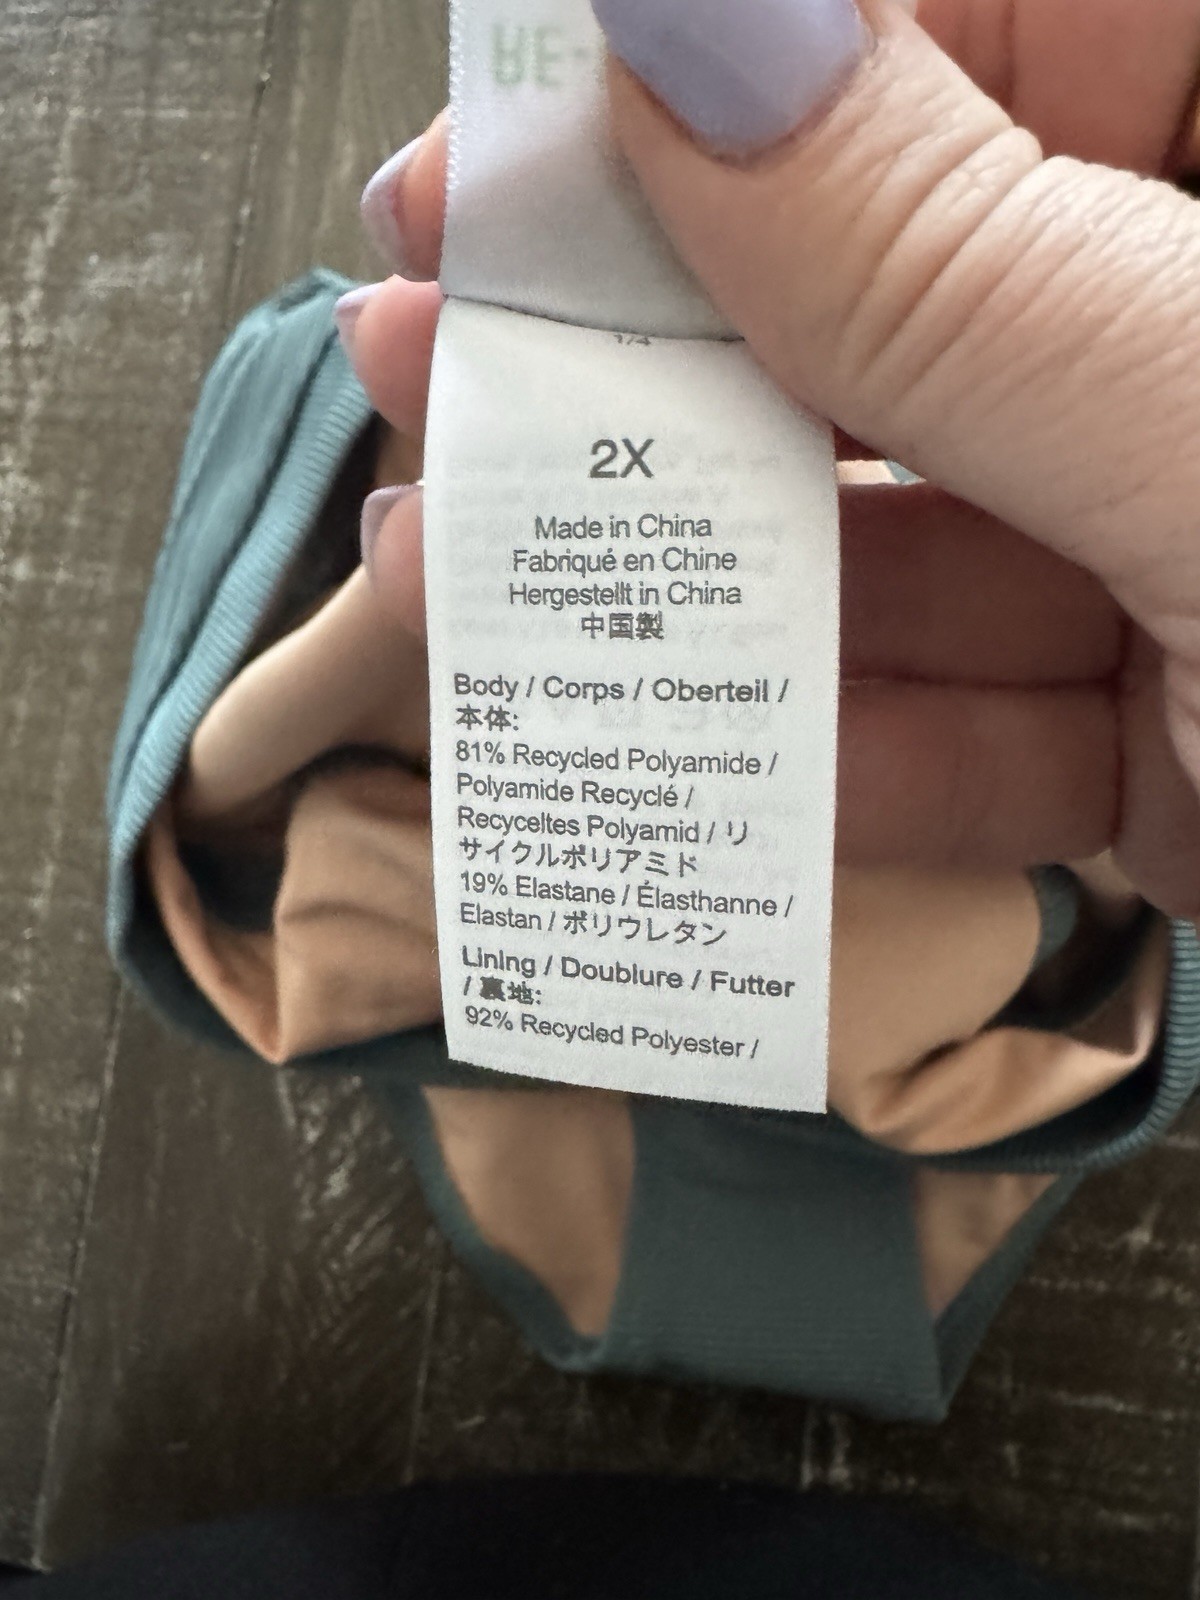 1/4
2X
Made in China
Fabriqué en Chine
Hergestellt in China
中国製
Body / Corps / Oberteil /
本体:
81% Recycled Polyamide /
Polyamide Recyclé /
Recyceltes Polyamid / リ
サイクルポリアミド
19% Elastane / Élasthanne /
Elastan / ポリウレタン
Lining / Doublure / Futter
/ 裏地:
92% Recycled Polyester /